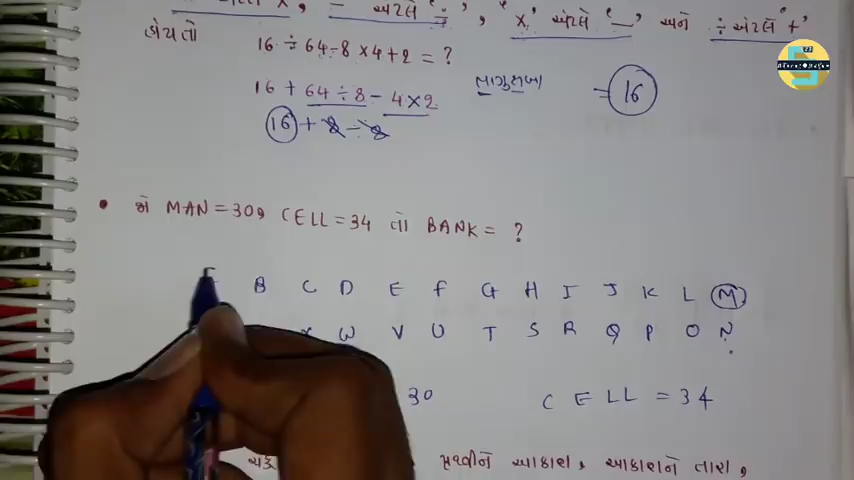 , – એટલે '÷', 'x' એટલે '–', અને ÷ એટલે '+'
હોય તો 16 ÷ 64 - 8 × 4 + 2 = ?
16 + 64 ÷ 8 - 4 × 2 = 16
16 + 8 - 8
• જો MAN = 30, CELL = 34 તો BANK = ?
B C D E F G H I J K L M
W V U T S R Q P O N
30 C E L L = 34
પૃથ્વીને આકાશ, આકાશને તારા,